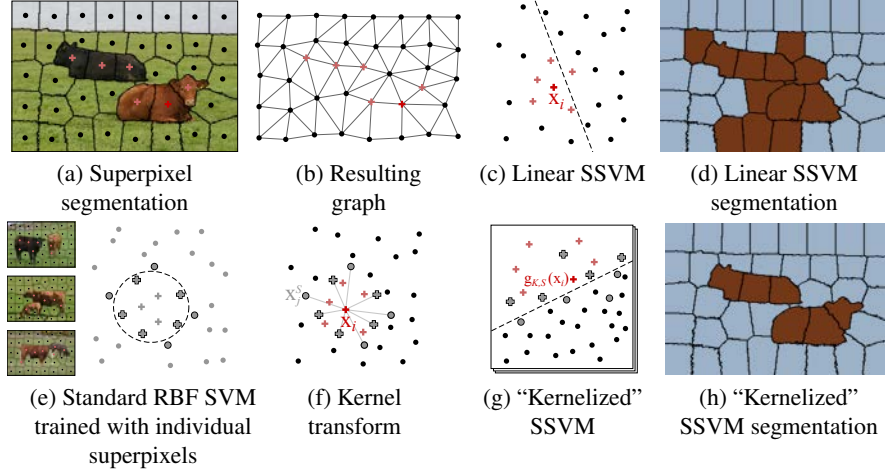 x_i
(a) Superpixel
segmentation
(b) Resulting
graph
(c) Linear SSVM
(d) Linear SSVM
segmentation
x_j^S
x_i
g_{K,S}(x_i)
(e) Standard RBF SVM
trained with individual
superpixels
(f) Kernel
transform
(g) “Kernelized”
SSVM
(h) “Kernelized”
SSVM segmentation